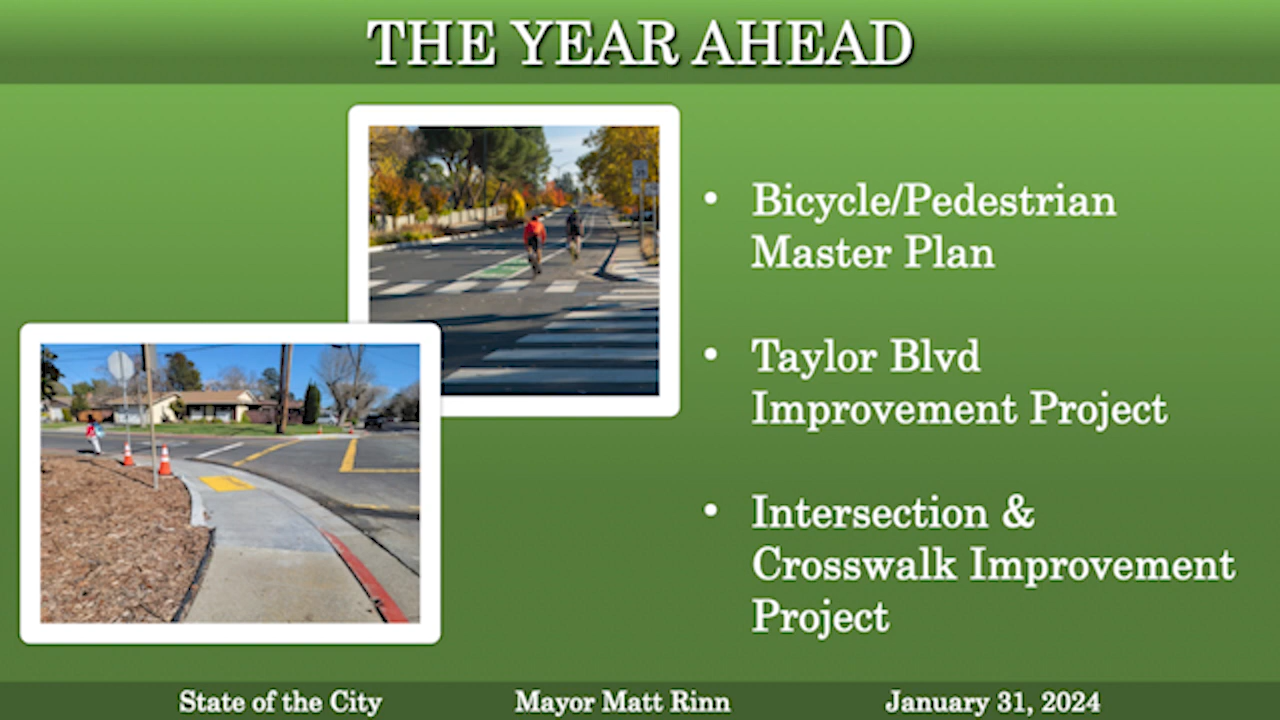 THE YEAR AHEAD
• Bicycle/Pedestrian
Master Plan
• Taylor Blvd
Improvement Project
• Intersection &
Crosswalk Improvement
Project
State of the City Mayor Matt Rinn January 31, 2024